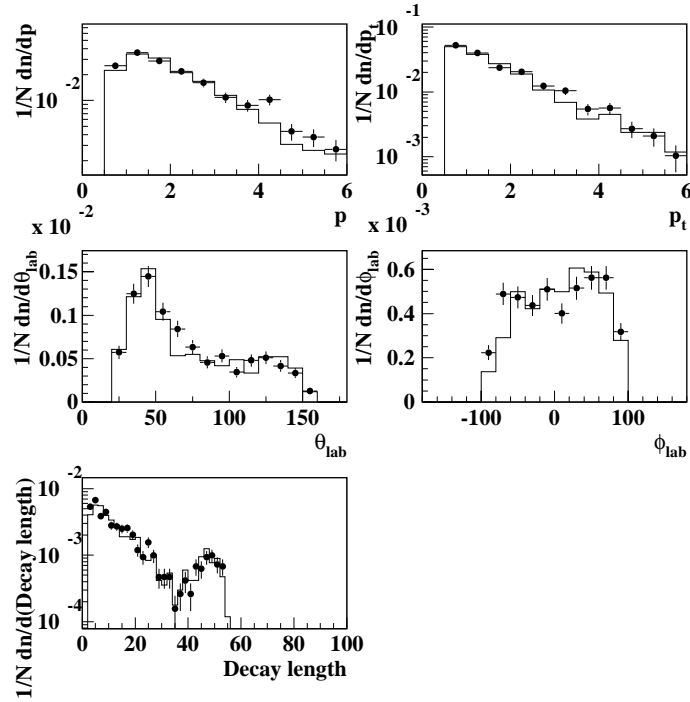 1/N dn/dp
10^-2
0 2 4 6
p
1/N dn/dp_t
10^-1
10^-2
10^-3
0 2 4 6
p_t
x 10^-2
1/N dn/dθ_lab
0.15
0.1
0.05
0
0 50 100 150
θ_lab
x 10^-3
1/N dn/dϕ_lab
0.6
0.4
0.2
0
-100 0 100
ϕ_lab
1/N dn/d(Decay length)
10^-2
10^-3
10^-4
0 20 40 60 80 100
Decay length